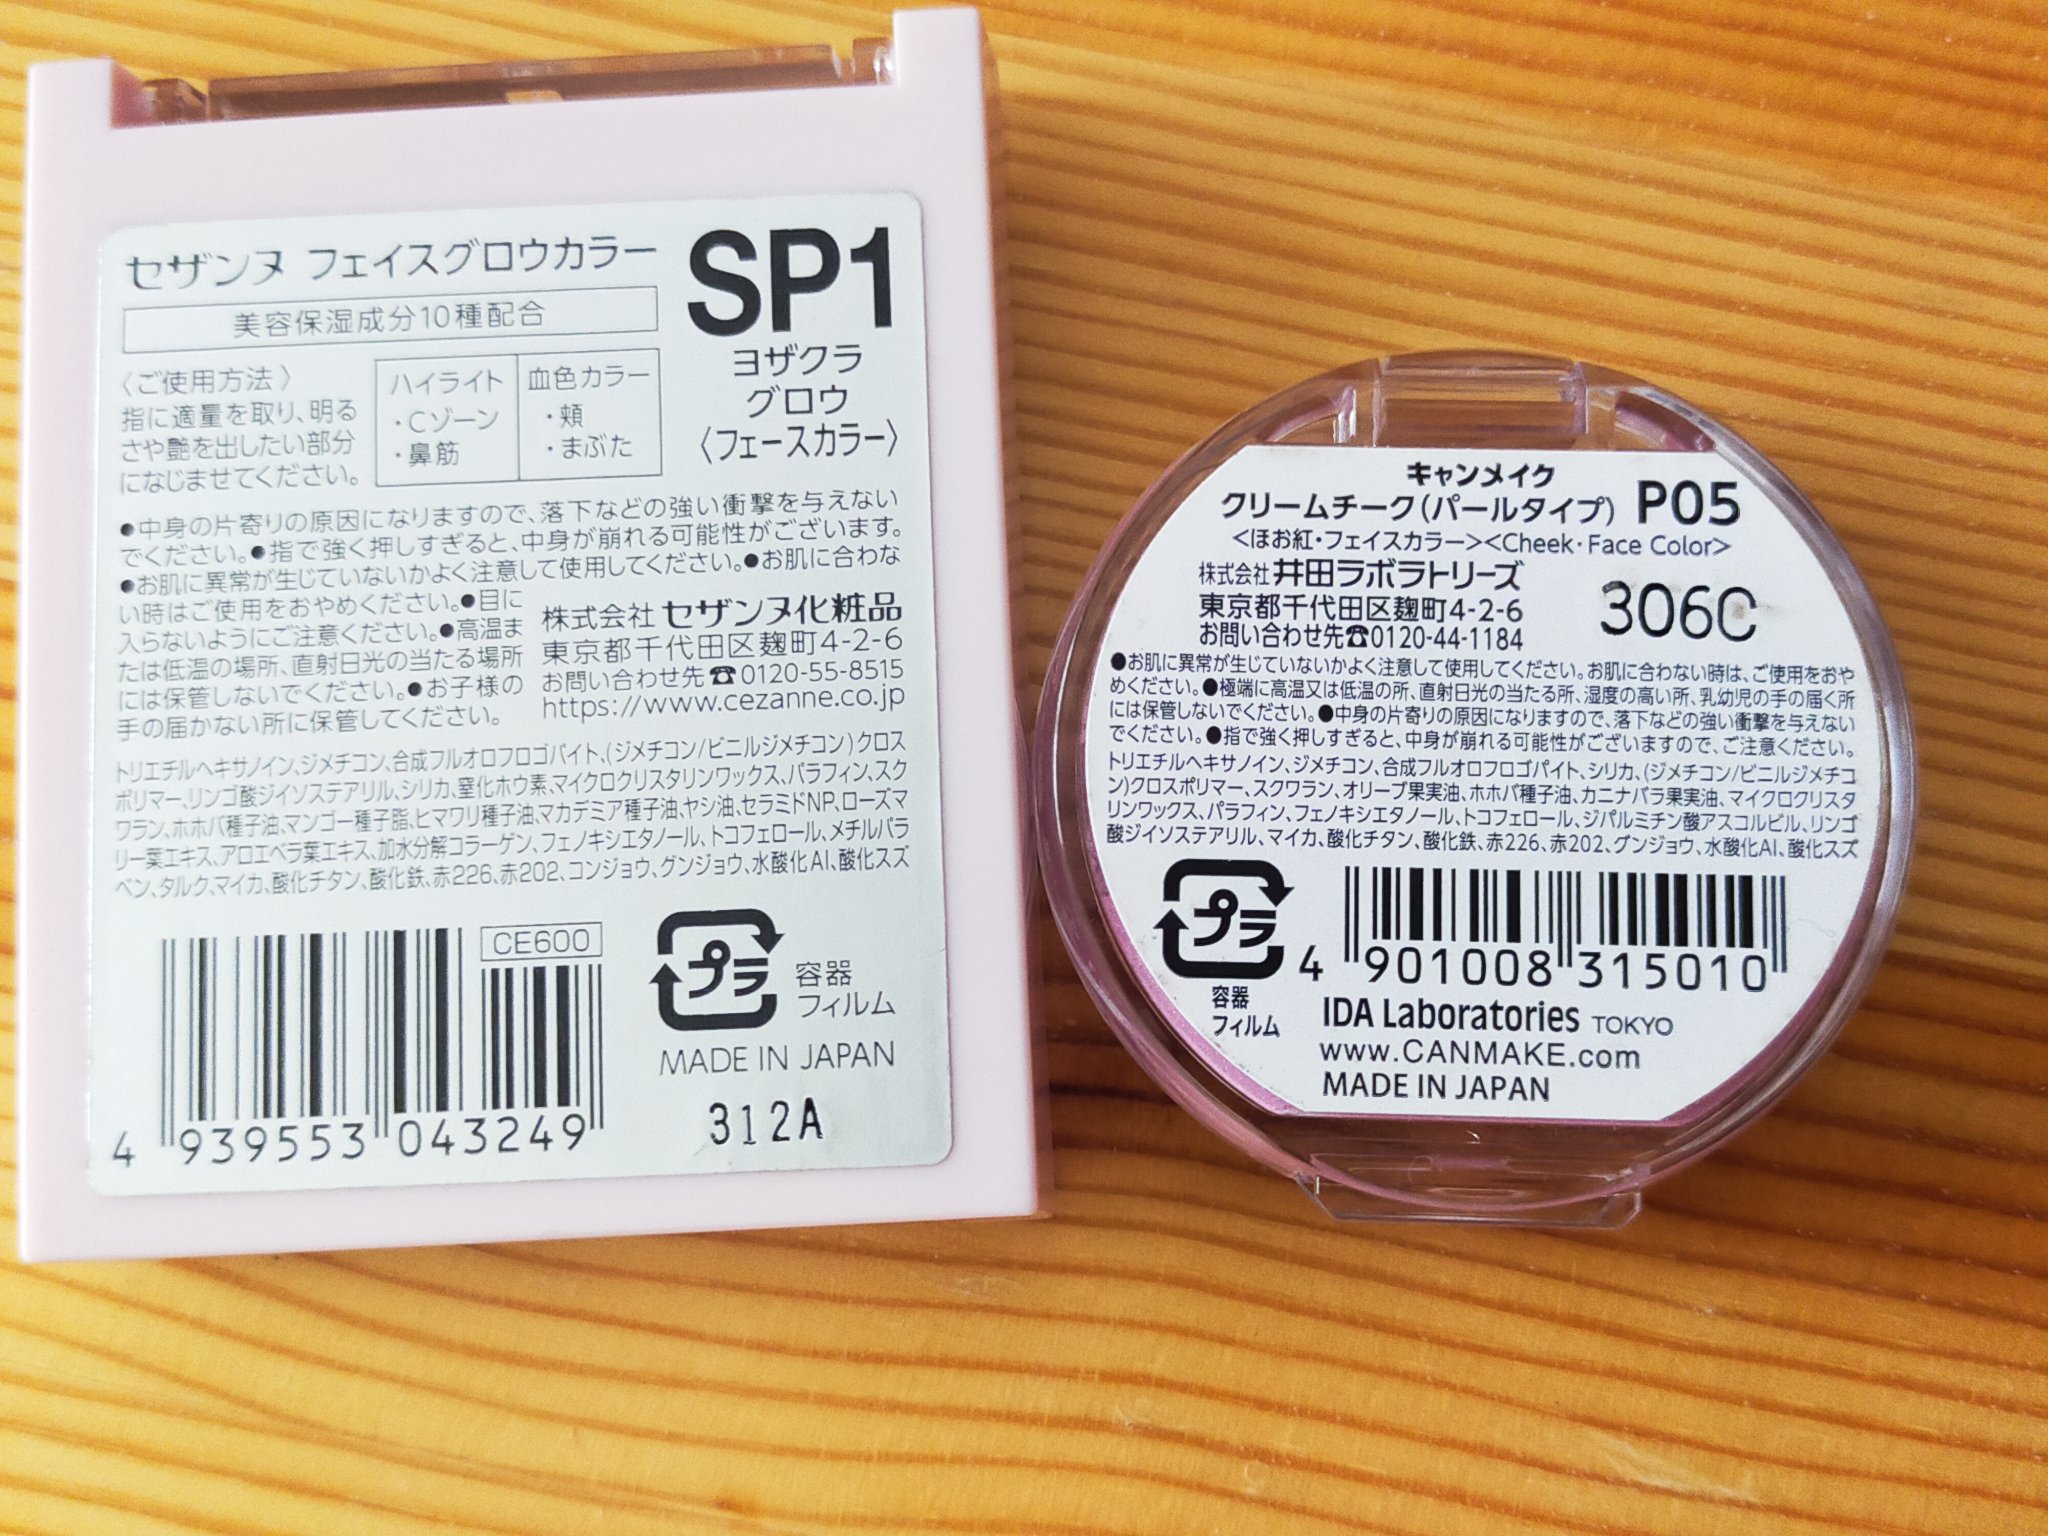 セザンヌ フェイスグロウカラー
SP1
ヨザクラ
グロウ
〈フェースカラー〉
美容保湿成分10種配合
〈ご使用方法〉
指に適量を取り、明る
さや艶を出したい部分
になじませてください。
ハイライト
・Cゾーン
・鼻筋
血色カラー
・頬
・まぶた
●中身の片寄りの原因になりますので、落下などの強い衝撃を与えない
でください。●指で強く押しすぎると、中身が崩れる可能性がございます。
●お肌に異常が生じていないかよく注意して使用してください。●お肌に合わな
い時はご使用をおやめください。●目に
入らないようにご注意ください。●高温ま
たは低温の場所、直射日光の当たる場所
には保管しないでください。●お子様の
手の届かない所に保管してください。
株式会社 セザンヌ化粧品
東京都千代田区麹町4-2-6
お問い合わせ先☎0120-55-8515
https://www.cezanne.co.jp
トリエチルヘキサノイン、ジメチコン、合成フルオロフロゴパイト、(ジメチコン/ビニルジメチコン)クロス
ポリマー、リンゴ酸ジイソステアリル、シリカ、窒化ホウ素、マイクロクリスタリンワックス、パラフィン、スク
ワラン、ホホバ種子油、マンゴー種子脂、ヒマワリ種子油、マカデミア種子油、ヤシ油、セラミドNP、ローズマ
リー葉エキス、アロエベラ葉エキス、加水分解コラーゲン、フェノキシエタノール、トコフェロール、メチルパラ
ベン、タルク、マイカ、酸化チタン、酸化鉄、赤226、赤202、コンジョウ、グンジョウ、水酸化Al、酸化スズ
CE600
4 939553 043249
プラ
容器
フィルム
MADE IN JAPAN
312A
キャンメイク
クリームチーク(パールタイプ) P05
<ほお紅・フェイスカラー><Cheek・Face Color>
株式会社 井田ラボラトリーズ
東京都千代田区麹町4-2-6
お問い合わせ先☎0120-44-1184
306C
●お肌に異常が生じていないかよく注意して使用してください。お肌に合わない時は、ご使用をおや
めください。●極端に高温又は低温の所、直射日光の当たる所、湿度の高い所、乳幼児の手の届く所
には保管しないでください。●中身の片寄りの原因になりますので、落下などの強い衝撃を与えない
でください。●指で強く押しすぎると、中身が崩れる可能性がございますので、ご注意ください。
トリエチルヘキサノイン、ジメチコン、合成フルオロフロゴパイト、シリカ、(ジメチコン/ビニルジメチコ
ン)クロスポリマー、スクワラン、オリーブ果実油、ホホバ種子油、カニナバラ果実油、マイクロクリスタ
リンワックス、パラフィン、フェノキシエタノール、トコフェロール、ジパルミチン酸アスコルビル、リンゴ
酸ジイソステアリル、マイカ、酸化チタン、酸化鉄、赤226、赤202、グンジョウ、水酸化Al、酸化スズ
プラ
容器
フィルム
4 901008 315010
IDA Laboratories TOKYO
www.CANMAKE.com
MADE IN JAPAN